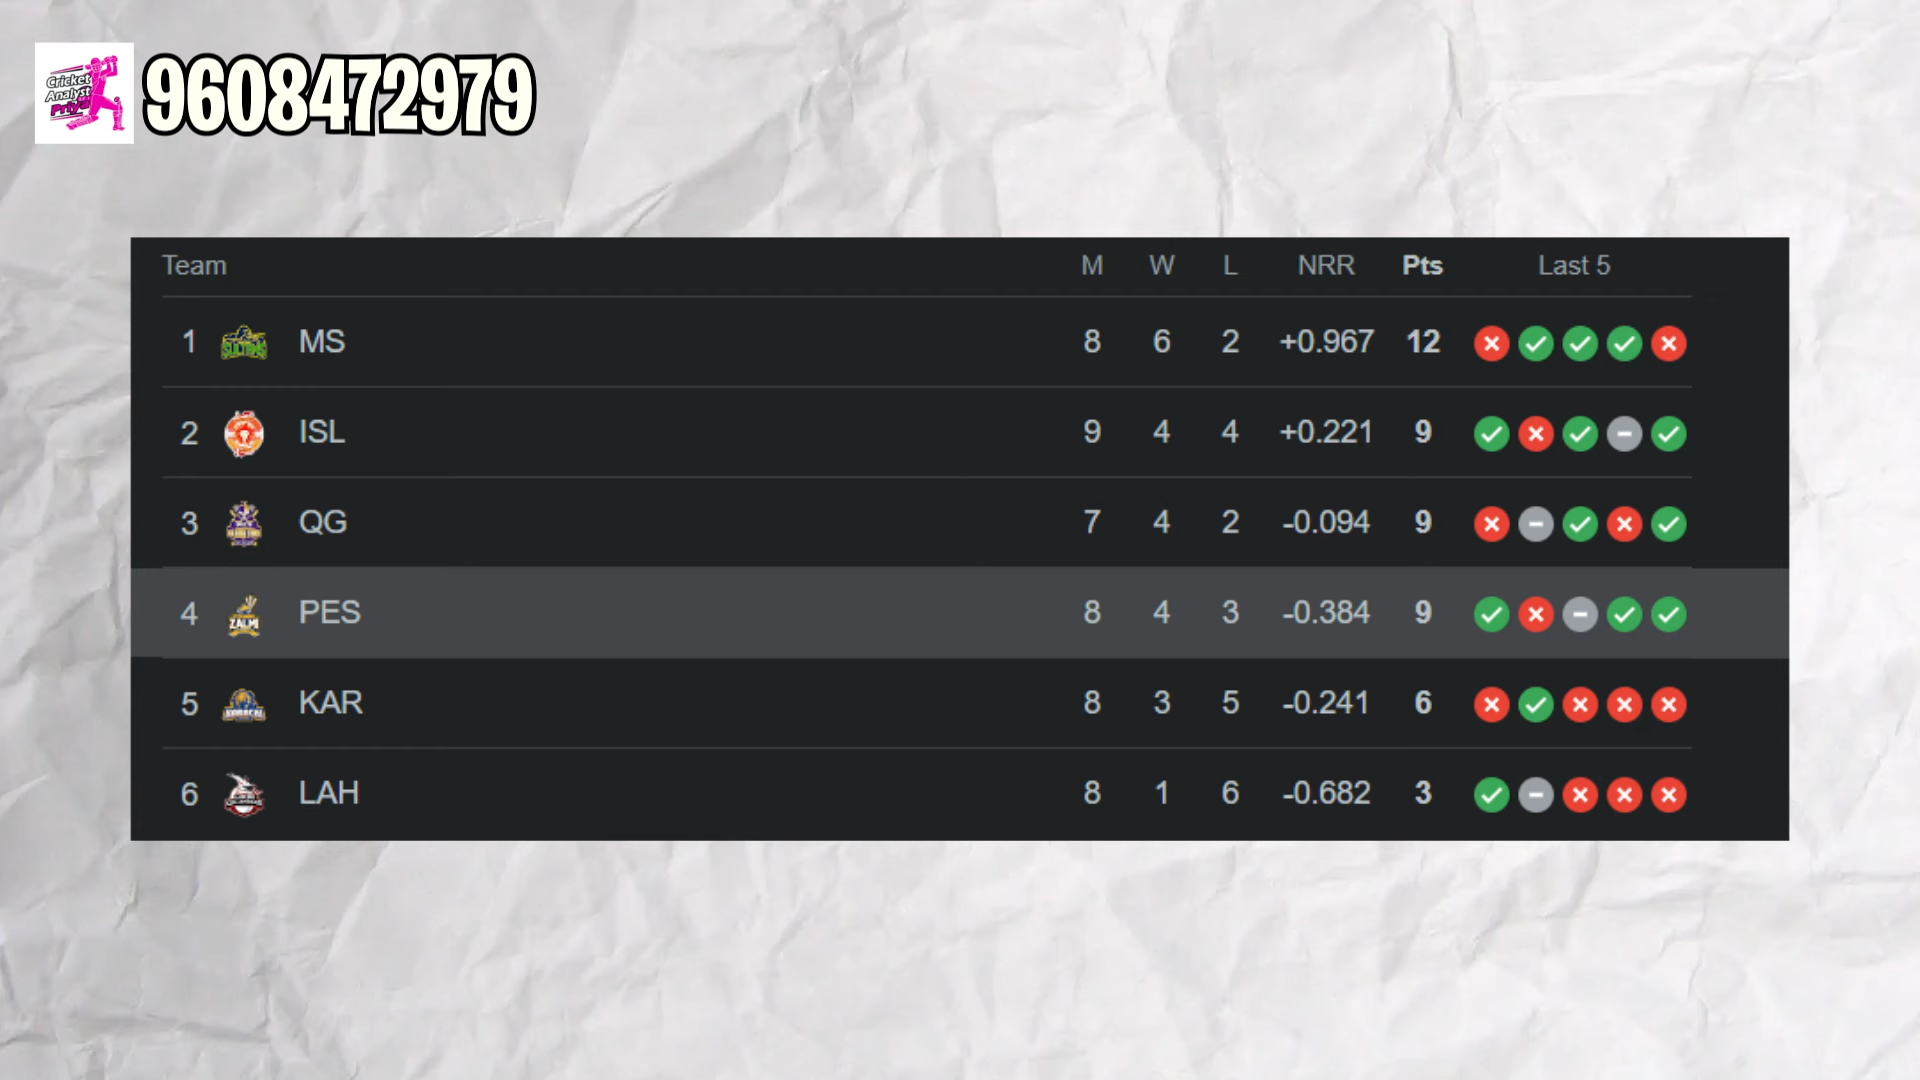 Cricket
Analyst
Priya
9608472979
Team M W L NRR Pts Last 5
1 SULTANS MS 8 6 2 +0.967 12
2 ISL 9 4 4 +0.221 9
3 QG 7 4 2 -0.094 9
4 ZALMI PES 8 4 3 -0.384 9
5 KAR 8 3 5 -0.241 6
6 LAH 8 1 6 -0.682 3